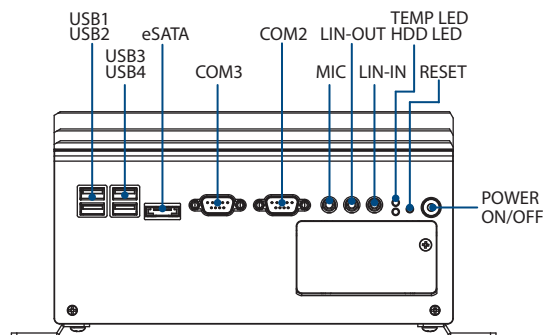 USB1
USB2
eSATA
USB3
USB4
COM3
COM2
LIN-OUT
TEMP LED
HDD LED
MIC
LIN-IN
RESET
POWER
ON/OFF